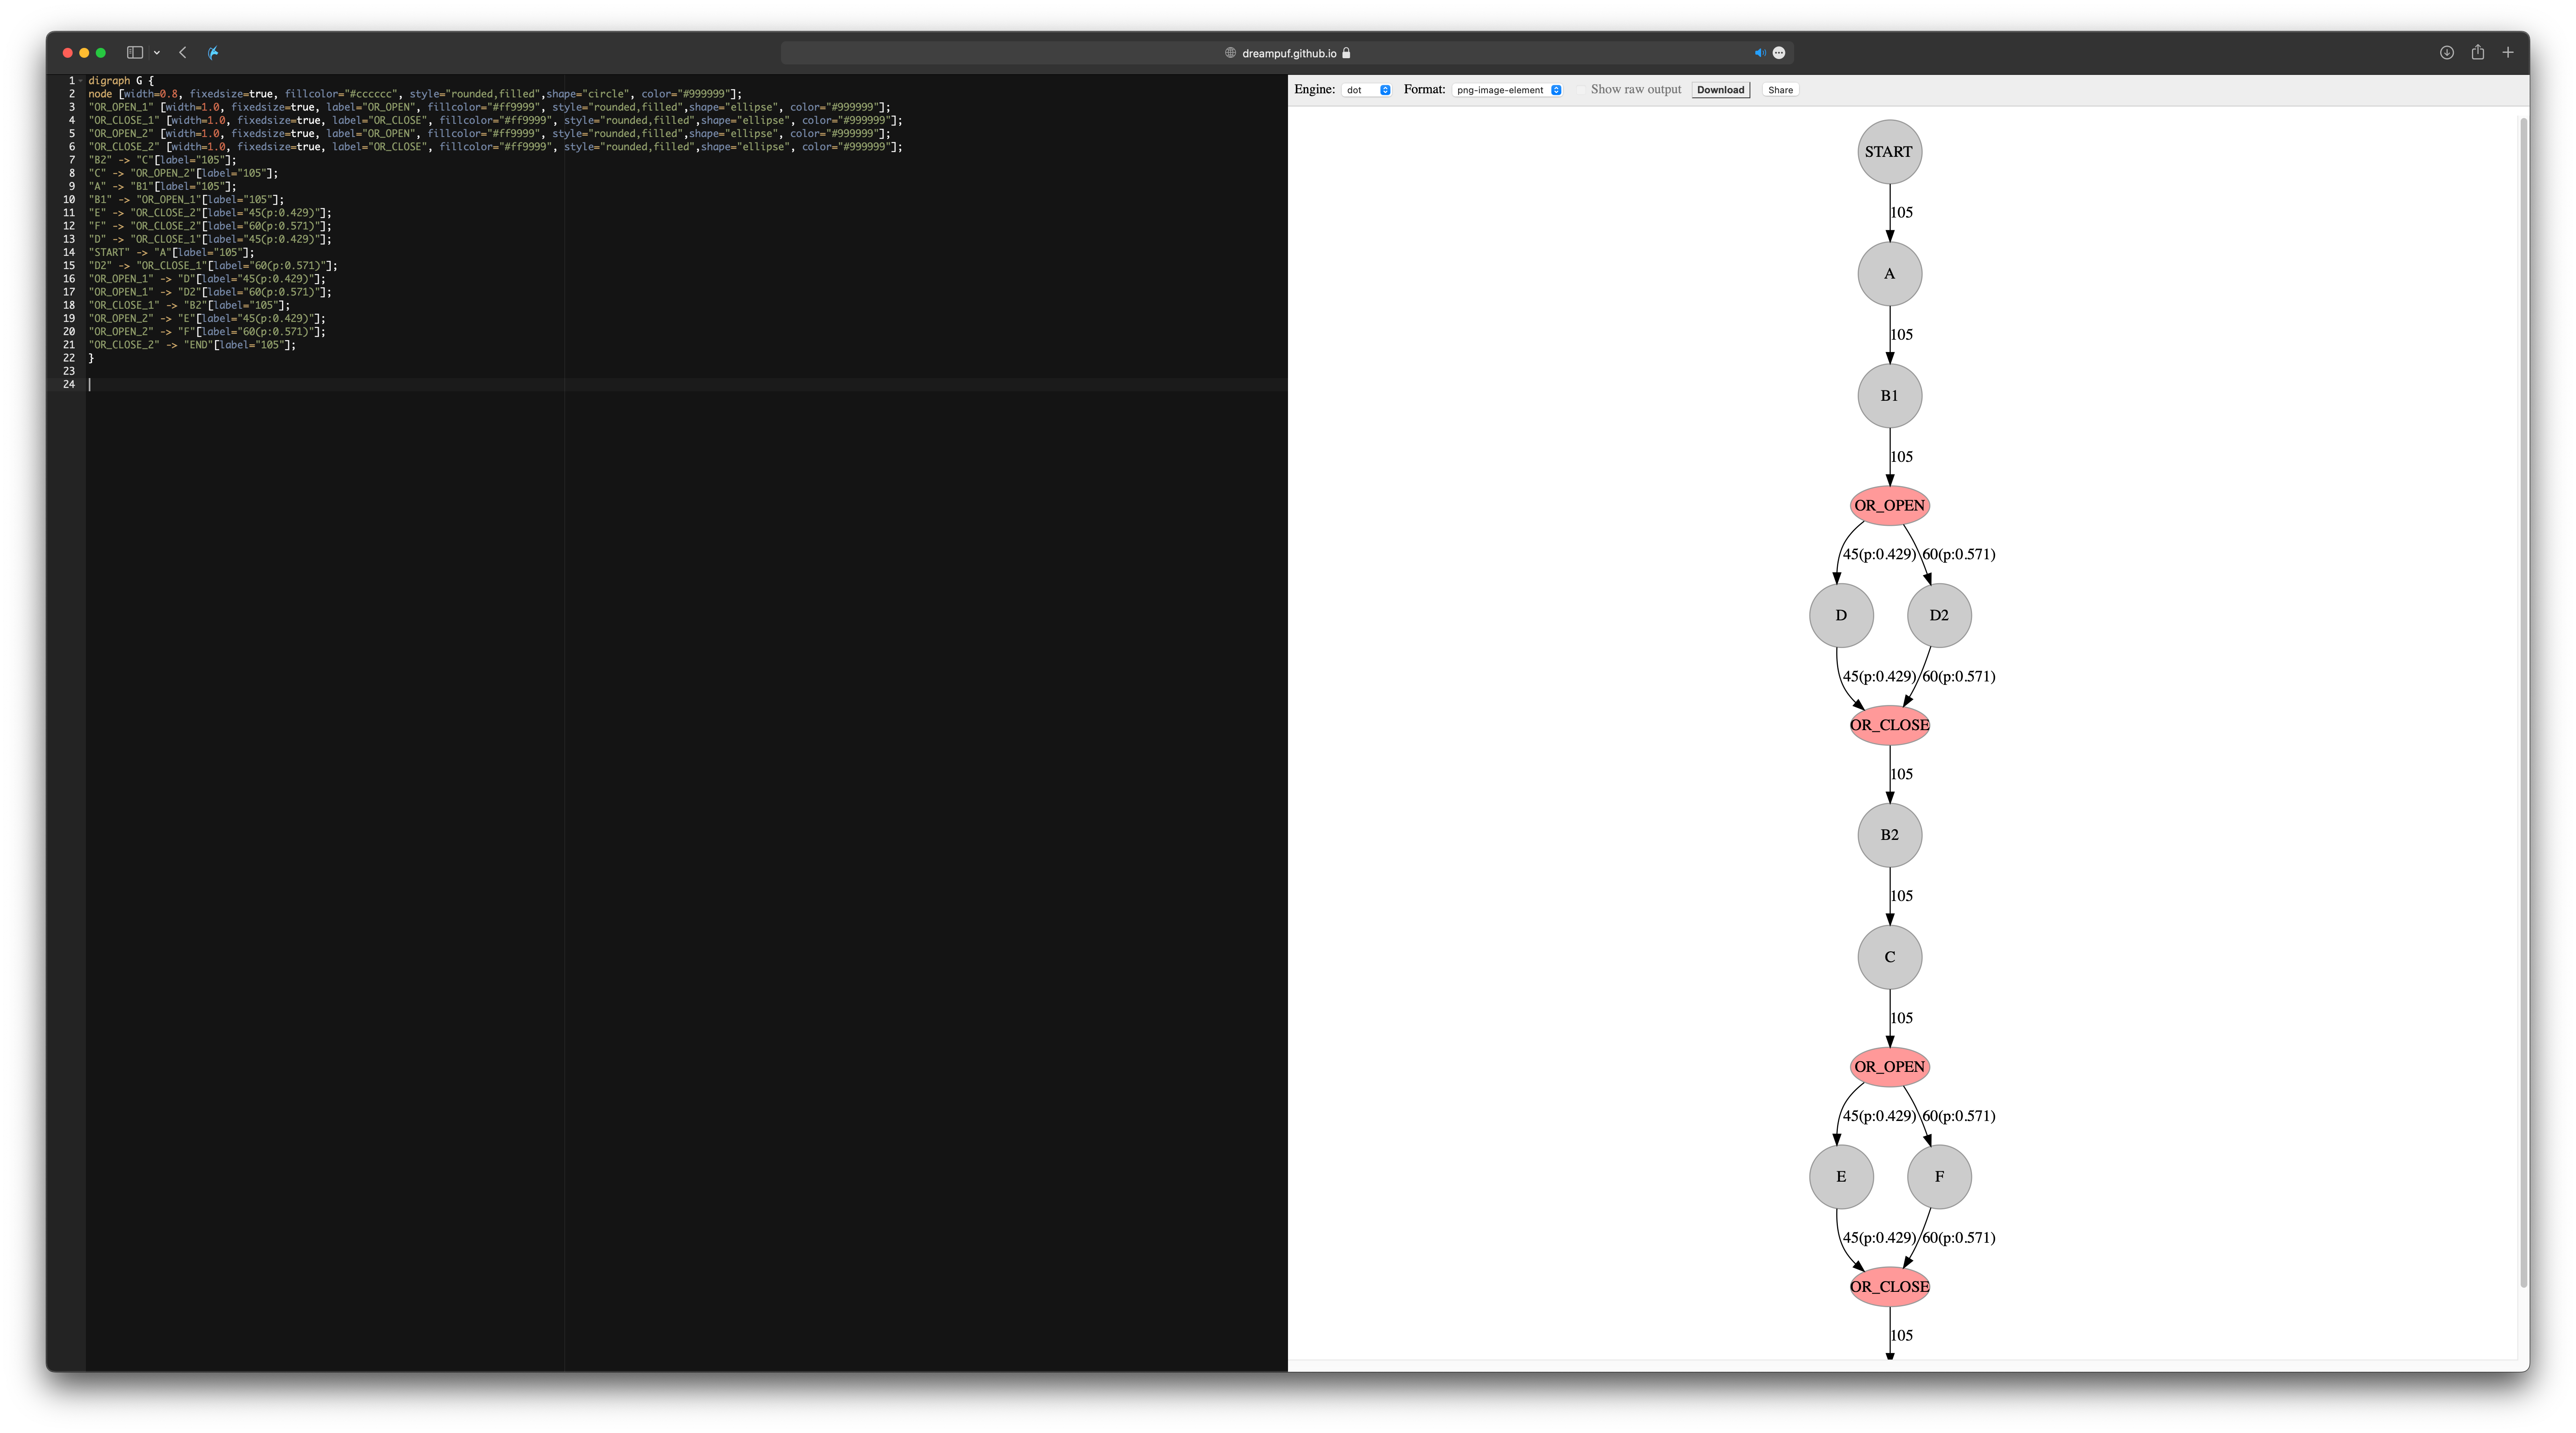 dreampuf.github.io
1 digraph G {
2 node [width=0.8, fixedsize=true, fillcolor="#cccccc", style="rounded,filled",shape="circle", color="#999999"];
3 "OR_OPEN_1" [width=1.0, fixedsize=true, label="OR_OPEN", fillcolor="#ff9999", style="rounded,filled",shape="ellipse", color="#999999"];
4 "OR_CLOSE_1" [width=1.0, fixedsize=true, label="OR_CLOSE", fillcolor="#ff9999", style="rounded,filled",shape="ellipse", color="#999999"];
5 "OR_OPEN_2" [width=1.0, fixedsize=true, label="OR_OPEN", fillcolor="#ff9999", style="rounded,filled",shape="ellipse", color="#999999"];
6 "OR_CLOSE_2" [width=1.0, fixedsize=true, label="OR_CLOSE", fillcolor="#ff9999", style="rounded,filled",shape="ellipse", color="#999999"];
7 "B2" -> "C"[label="105"];
8 "C" -> "OR_OPEN_2"[label="105"];
9 "A" -> "B1"[label="105"];
10 "B1" -> "OR_OPEN_1"[label="105"];
11 "E" -> "OR_CLOSE_2"[label="45(p:0.429)"];
12 "F" -> "OR_CLOSE_2"[label="60(p:0.571)"];
13 "D" -> "OR_CLOSE_1"[label="45(p:0.429)"];
14 "START" -> "A"[label="105"];
15 "D2" -> "OR_CLOSE_1"[label="60(p:0.571)"];
16 "OR_OPEN_1" -> "D"[label="45(p:0.429)"];
17 "OR_OPEN_1" -> "D2"[label="60(p:0.571)"];
18 "OR_CLOSE_1" -> "B2"[label="105"];
19 "OR_OPEN_2" -> "E"[label="45(p:0.429)"];
20 "OR_OPEN_2" -> "F"[label="60(p:0.571)"];
21 "OR_CLOSE_2" -> "END"[label="105"];
22 }
23
24
Engine: dot Format: png-image-element Show raw output Download Share
START
105
A
105
B1
105
OR_OPEN
45(p:0.429) 60(p:0.571)
D D2
45(p:0.429) 60(p:0.571)
OR_CLOSE
105
B2
105
C
105
OR_OPEN
45(p:0.429) 60(p:0.571)
E F
45(p:0.429) 60(p:0.571)
OR_CLOSE
105